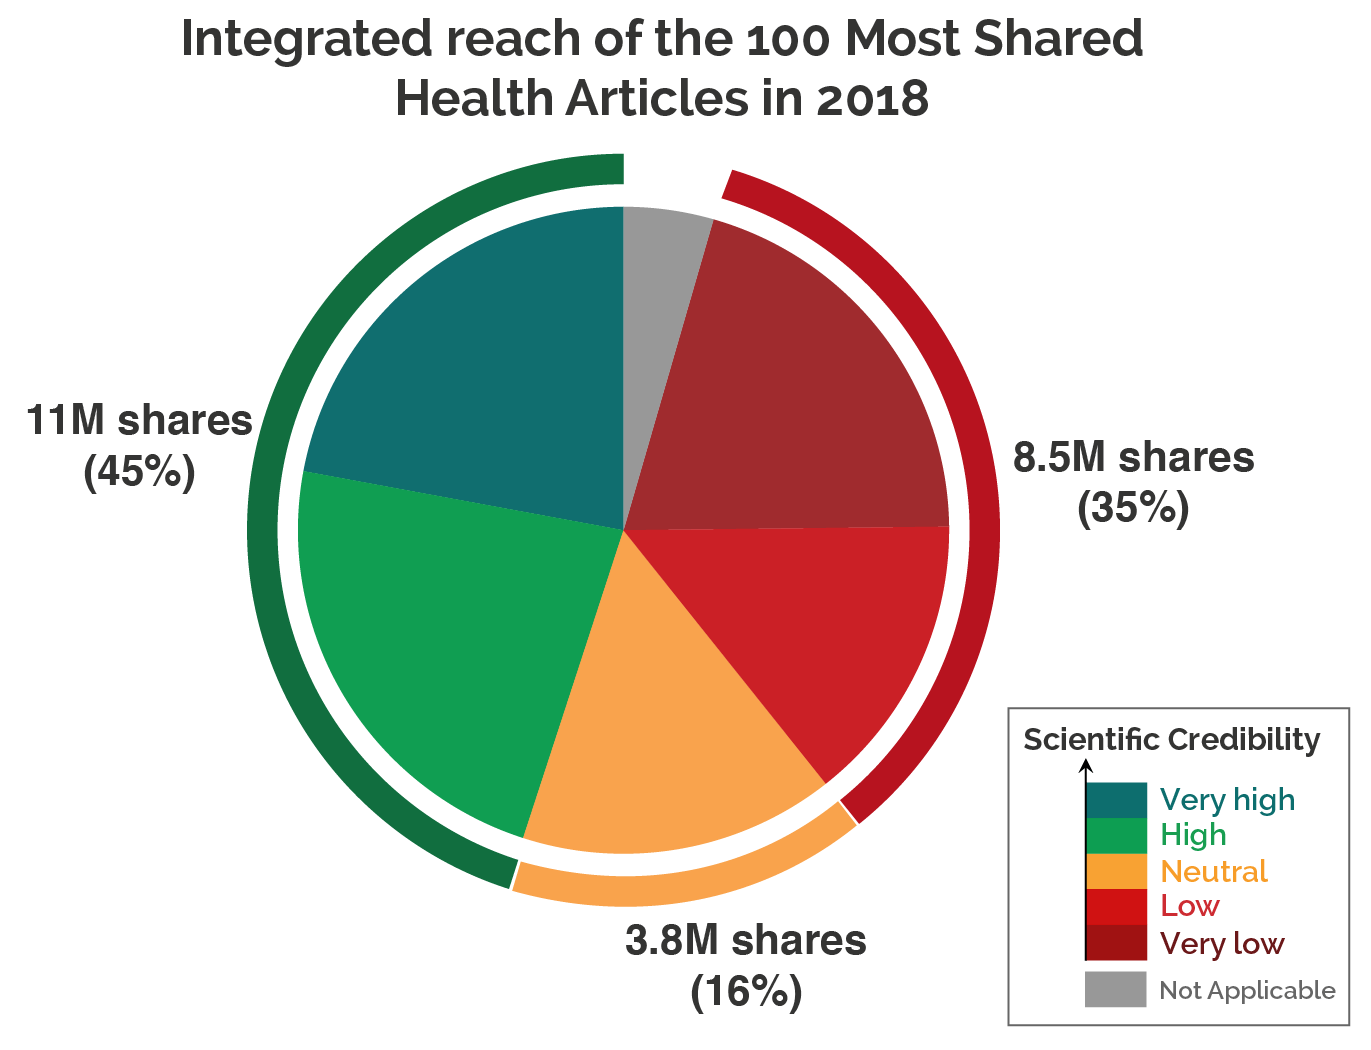 Integrated reach of the 100 Most Shared
Health Articles in 2018
11M shares
(45%)
8.5M shares
(35%)
3.8M shares
(16%)
Scientific Credibility
Very high
High
Neutral
Low
Very low
Not Applicable